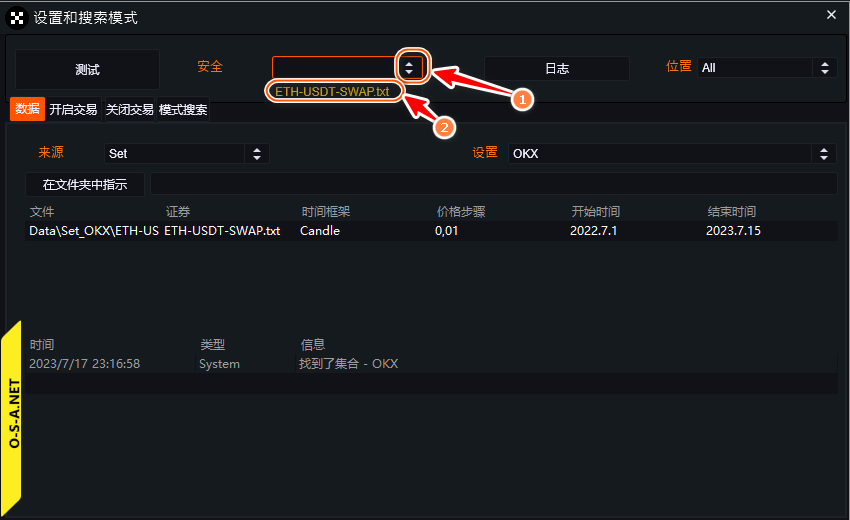 设置和搜索模式
测试 安全 日志 位置 All
ETH-USDT-SWAP.txt
1
2
数据 开启交易 关闭交易 模式搜索
来源 Set 设置 OKX
在文件夹中指示
文件 证券 时间框架 价格步骤 开始时间 结束时间
Data\Set_OKX\ETH-US ETH-USDT-SWAP.txt Candle 0,01 2022.7.1 2023.7.15
时间 类型 信息
2023/7/17 23:16:58 System 找到了集合 - OKX
O-S-A.NET